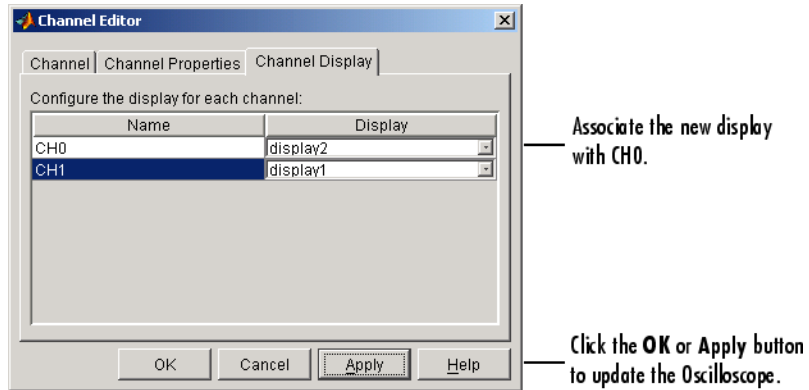 Channel Editor
Channel Channel Properties Channel Display
Configure the display for each channel:
Name Display
CH0 display2
CH1 display1
Associate the new display
with CH0.
OK Cancel Apply Help
Click the OK or Apply button
to update the Oscilloscope.